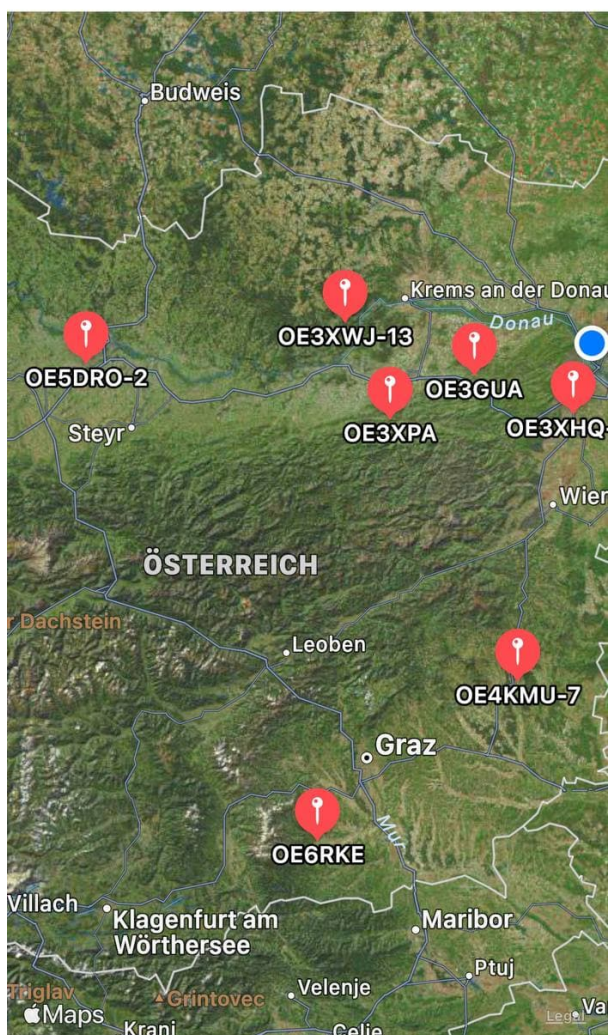 Budweis
Krems an der Donau
Donau
OE3XWJ-13
OE5DRO-2
OE3GUA
OE3XPA
OE3XHQ-
Steyr
Wien
ÖSTERREICH
r Dachstein
Leoben
OE4KMU-7
Graz
Mur
OE6RKE
Villach
Klagenfurt am
Wörthersee
Maribor
Ptuj
Triglav
Grintovec
Velenje
Maps
Legal
Va
Kranj
Celje